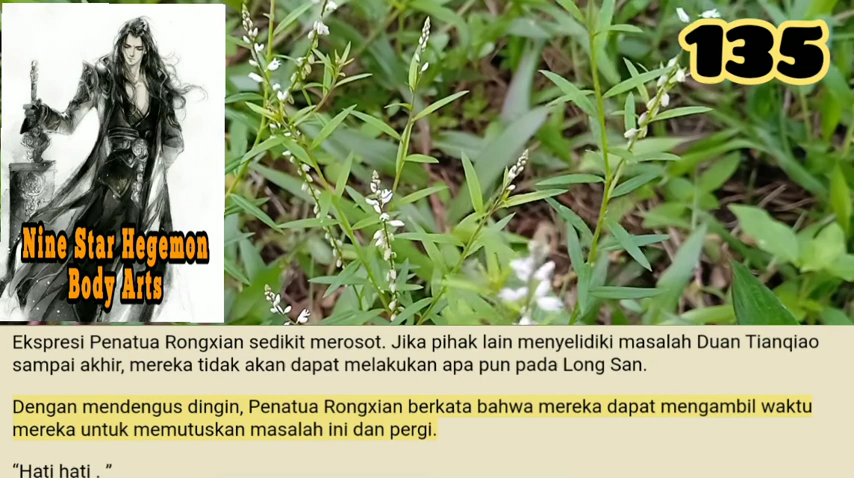 135
Nine Star Hegemon
Body Arts
Ekspresi Penatua Rongxian sedikit merosot. Jika pihak lain menyelidiki masalah Duan Tianqiao
sampai akhir, mereka tidak akan dapat melakukan apa pun pada Long San.
Dengan mendengus dingin, Penatua Rongxian berkata bahwa mereka dapat mengambil waktu
mereka untuk memutuskan masalah ini dan pergi.
“Hati hati . ”